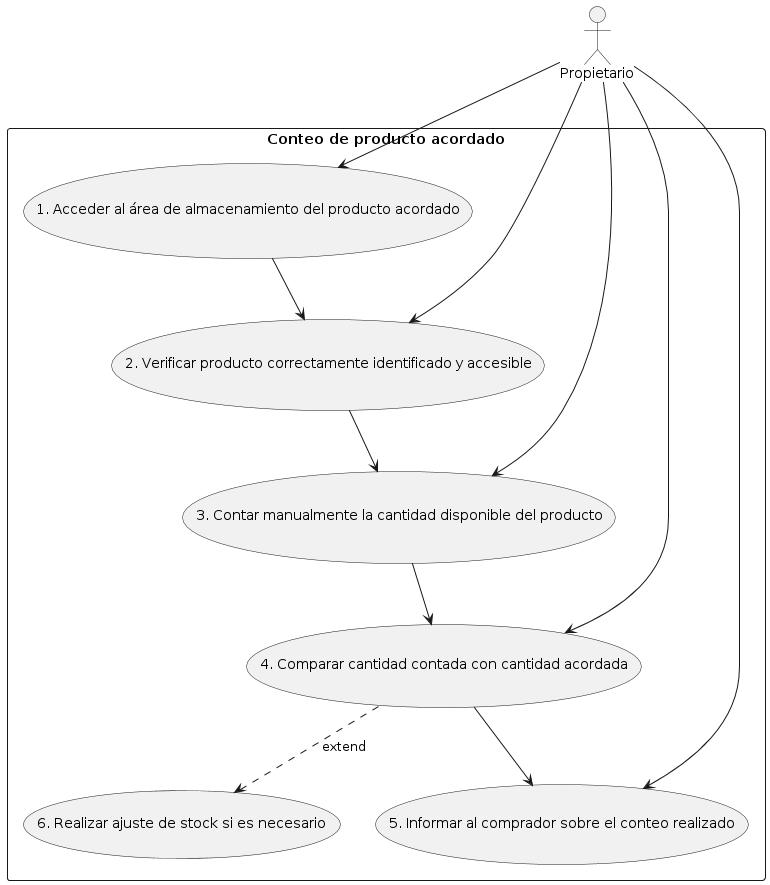 Propietario
Conteo de producto acordado
1. Acceder al área de almacenamiento del producto acordado
2. Verificar producto correctamente identificado y accesible
3. Contar manualmente la cantidad disponible del producto
4. Comparar cantidad contada con cantidad acordada
extend
6. Realizar ajuste de stock si es necesario
5. Informar al comprador sobre el conteo realizado